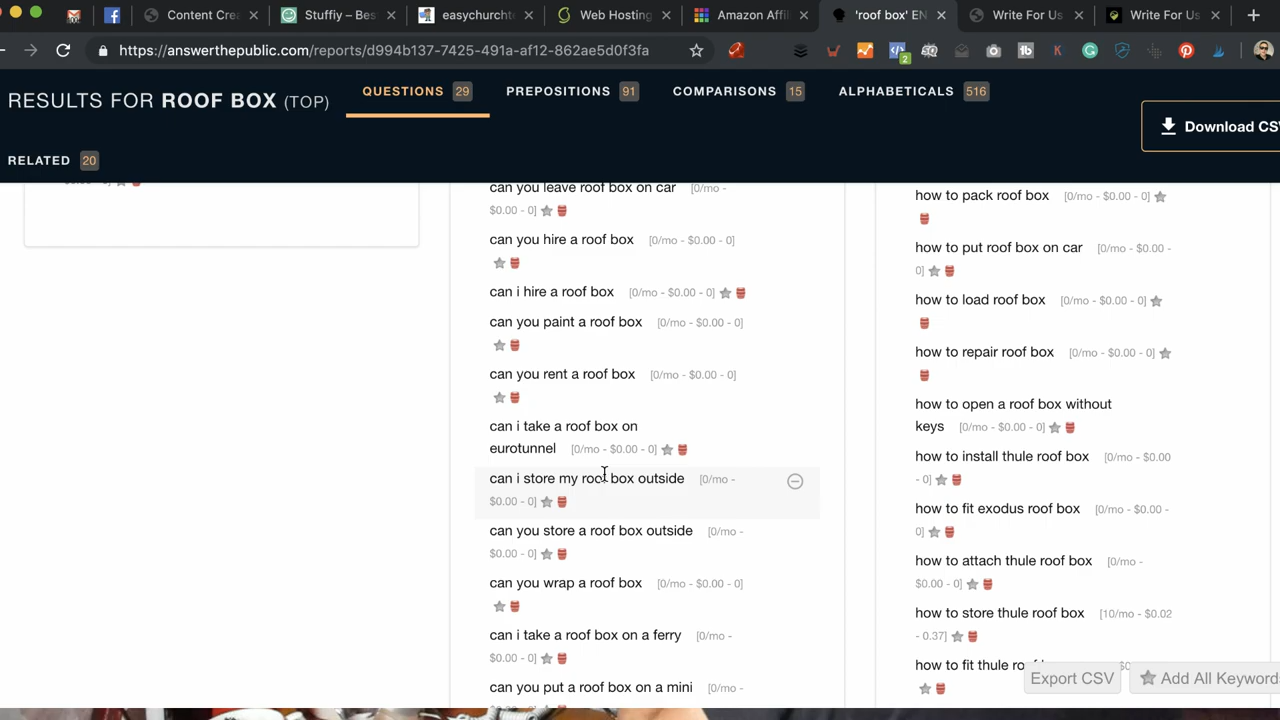 Content Crea
Stuffiy – Bes
easychurchte
Web Hosting
Amazon Affil
'roof box' EN
Write For Us
Write For Us
https://answerthepublic.com/reports/d994b137-7425-491a-af12-862ae5d0f3fa
2
RESULTS FOR ROOF BOX (TOP)
QUESTIONS 29
PREPOSITIONS 91
COMPARISONS 15
ALPHABETICALS 516
Download CSV
RELATED 20
can you leave roof box on car [0/mo -
$0.00 - 0]
can you hire a roof box [0/mo - $0.00 - 0]
can i hire a roof box [0/mo - $0.00 - 0]
can you paint a roof box [0/mo - $0.00 - 0]
can you rent a roof box [0/mo - $0.00 - 0]
can i take a roof box on
eurotunnel [0/mo - $0.00 - 0]
can i store my roof box outside [0/mo -
$0.00 - 0]
can you store a roof box outside [0/mo -
$0.00 - 0]
can you wrap a roof box [0/mo - $0.00 - 0]
can i take a roof box on a ferry [0/mo -
$0.00 - 0]
can you put a roof box on a mini [0/mo -
how to pack roof box [0/mo - $0.00 - 0]
how to put roof box on car [0/mo - $0.00 -
0]
how to load roof box [0/mo - $0.00 - 0]
how to repair roof box [0/mo - $0.00 - 0]
how to open a roof box without
keys [0/mo - $0.00 - 0]
how to install thule roof box [0/mo - $0.00
- 0]
how to fit exodus roof box [0/mo - $0.00 -
0]
how to attach thule roof box [0/mo -
$0.00 - 0]
how to store thule roof box [10/mo - $0.02
- 0.37]
how to fit thule
Export CSV
Add All Keywords